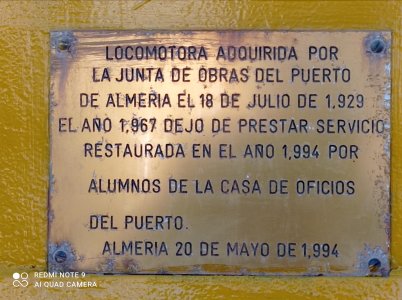 LOCOMOTORA ADQUIRIDA POR
LA JUNTA DE OBRAS DEL PUERTO
DE ALMERIA EL 18 DE JULIO DE 1.929
EL AÑO 1,967 DEJO DE PRESTAR SERVICIO
RESTAURADA EN EL AÑO 1,994 POR
ALUMNOS DE LA CASA DE OFICIOS
DEL PUERTO.
ALMERIA 20 DE MAYO DE 1,994
REDMI NOTE 9
AI QUAD CAMERA